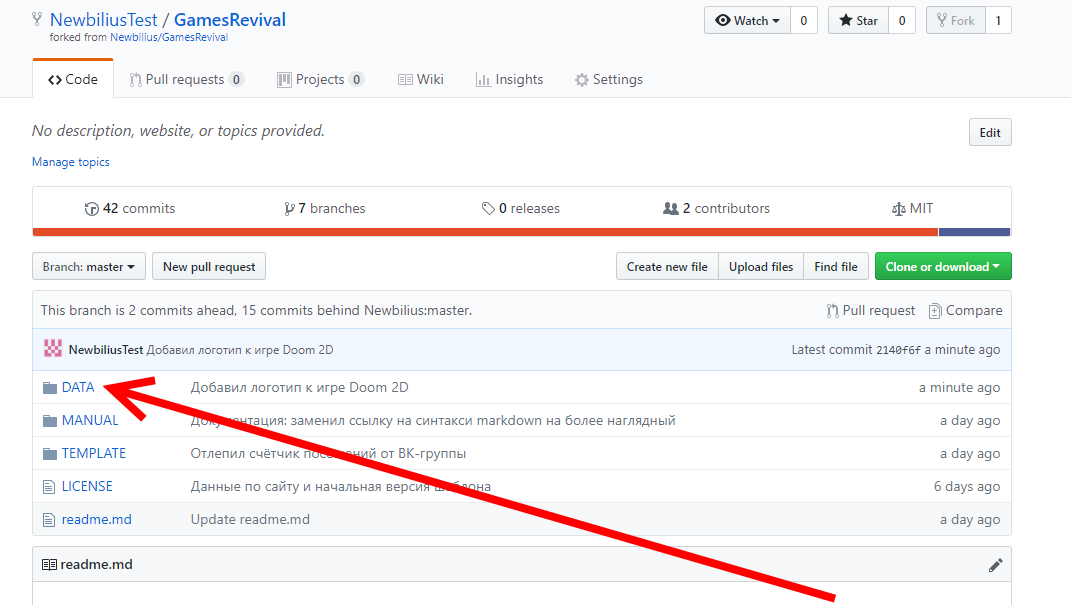 NewbiliusTest / GamesRevival
forked from Newbilius/GamesRevival
Watch 0 Star 0 Fork 1
Code Pull requests 0 Projects 0 Wiki Insights Settings
No description, website, or topics provided.
Edit
Manage topics
42 commits 7 branches 0 releases 2 contributors MIT
Branch: master New pull request Create new file Upload files Find file Clone or download
This branch is 2 commits ahead, 15 commits behind Newbilius:master. Pull request Compare
NewbiliusTest Добавил логотип к игре Doom 2D Latest commit 2140f6f a minute ago
DATA Добавил логотип к игре Doom 2D a minute ago
MANUAL Документация: заменил ссылку на синтакси markdown на более наглядный a day ago
TEMPLATE Отлепил счётчик посещений от ВК-группы a day ago
LICENSE Данные по сайту и начальная версия шаблона 6 days ago
readme.md Update readme.md a day ago
readme.md